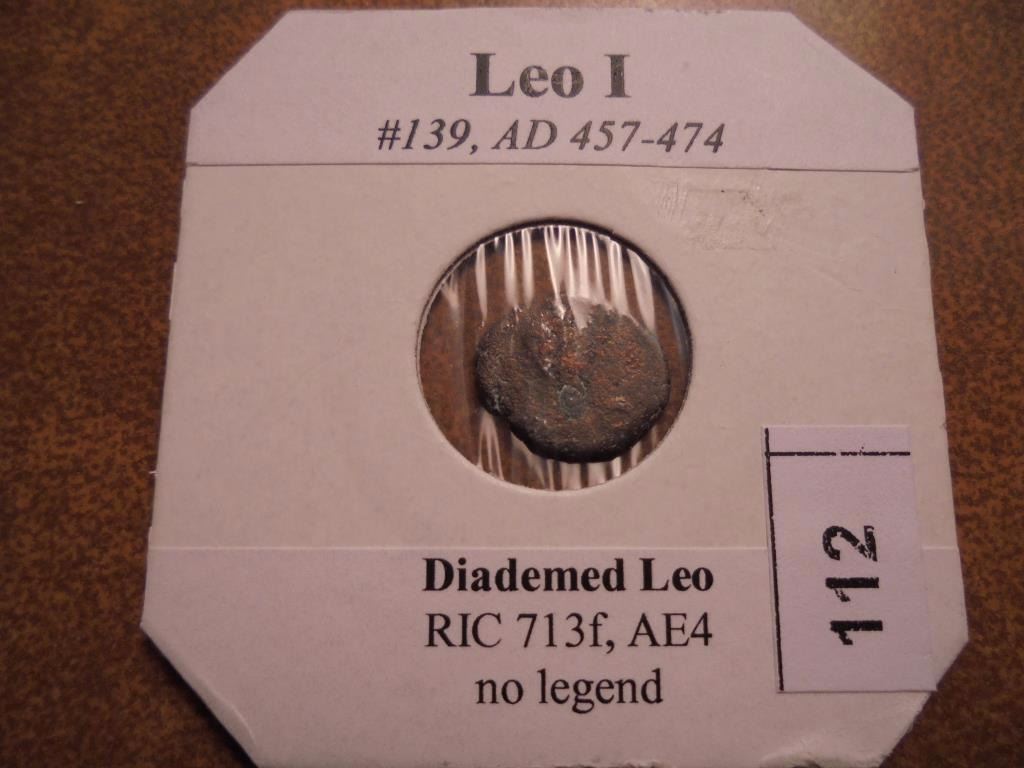 Leo I
#139, AD 457-474
Diademed Leo
RIC 713f, AE4
no legend
112